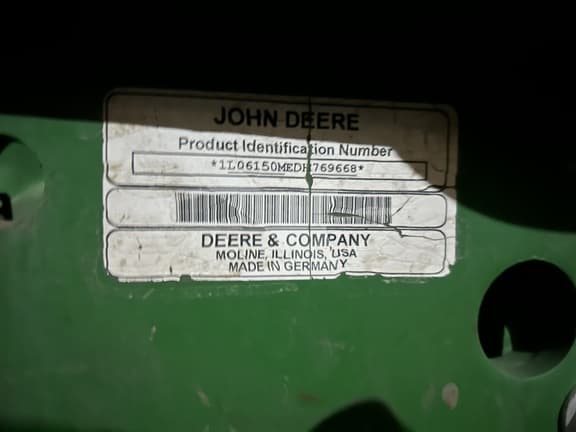 JOHN DEERE
Product Identification Number
*1L06150MEDH769668*
DEERE & COMPANY
MOLINE, ILLINOIS, USA
MADE IN GERMANY